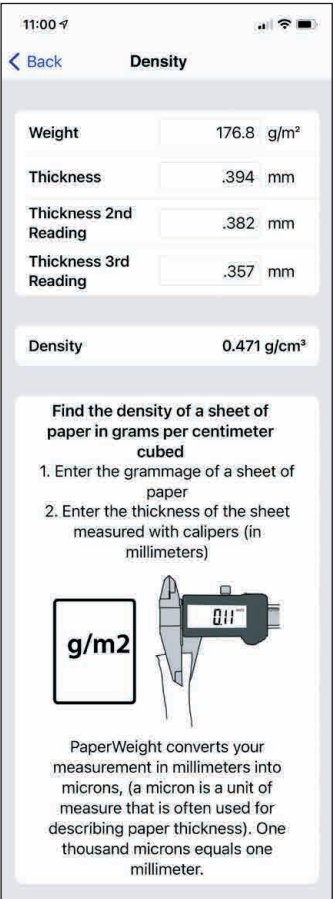 11:00
Back Density
Weight 176.8 g/m²
Thickness .394 mm
Thickness 2nd
Reading .382 mm
Thickness 3rd
Reading .357 mm
Density 0.471 g/cm³
Find the density of a sheet of
paper in grams per centimeter
cubed
1. Enter the grammage of a sheet of
paper
2. Enter the thickness of the sheet
measured with calipers (in
millimeters)
g/m2
0.11
PaperWeight converts your
measurement in millimeters into
microns, (a micron is a unit of
measure that is often used for
describing paper thickness). One
thousand microns equals one
millimeter.